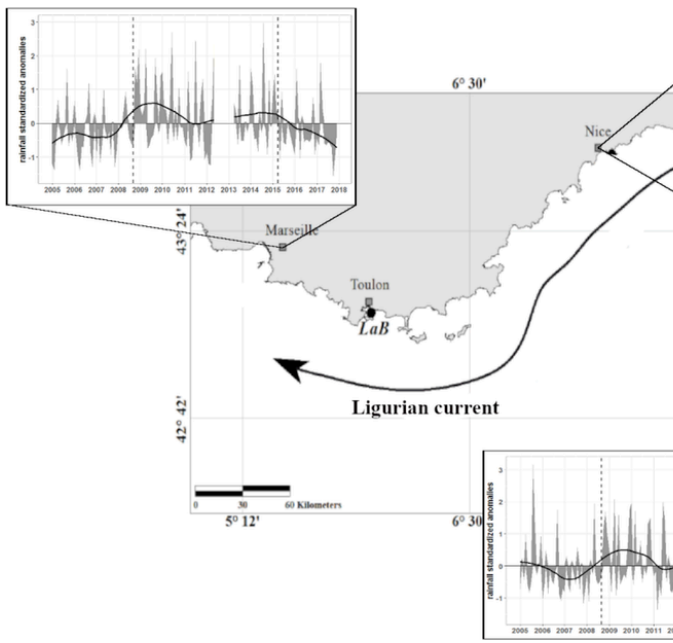 rainfall standardized anomalies
3
2
1
0
-1
2005 2006 2007 2008 2009 2010 2011 2012 2013 2014 2015 2016 2017 2018
6° 30'
Nice
43° 24'
Marseille
Toulon
LaB
Ligurian current
42° 42'
0 30 60 Kilometers
5° 12'
6° 30'
rainfall standardized anomalies
3
2
1
0
-1
2005 2006 2007 2008 2009 2010 2011